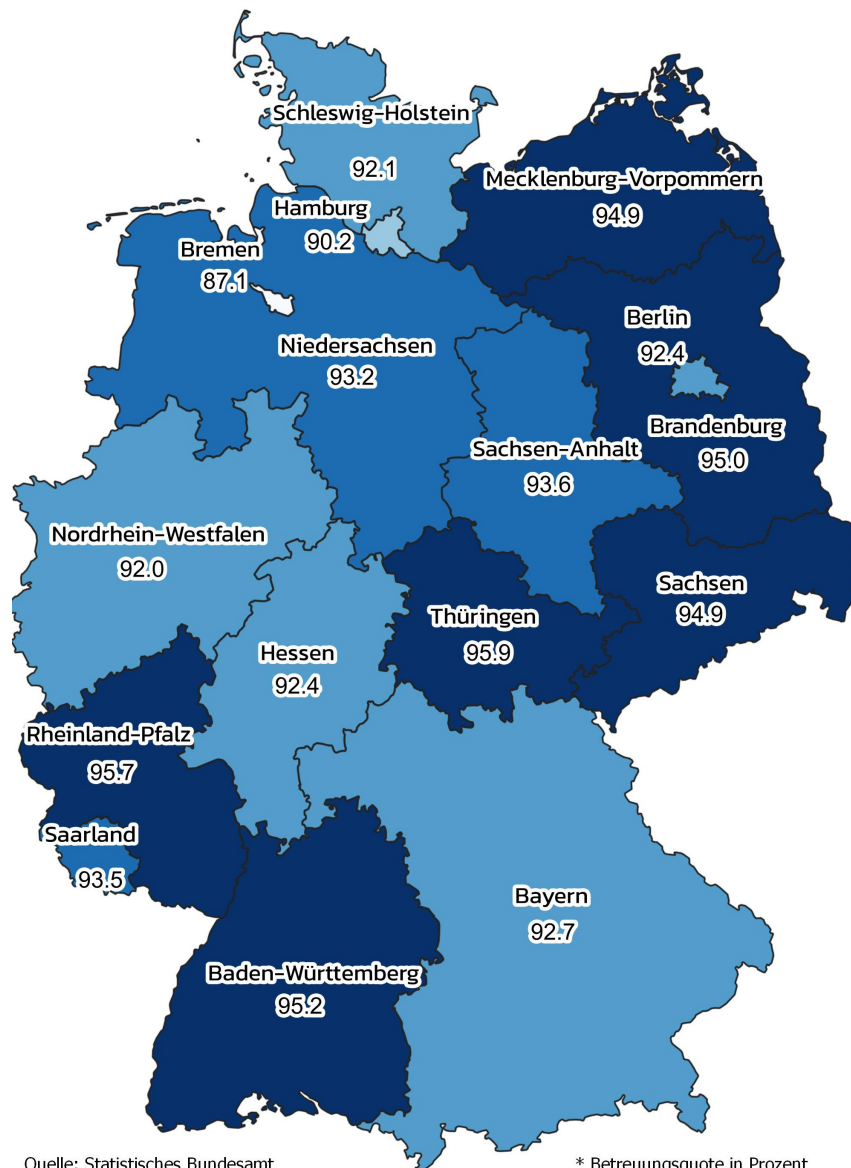 Schleswig-Holstein
92.1
Mecklenburg-Vorpommern
94.9
Hamburg
90.2
Bremen
87.1
Berlin
92.4
Niedersachsen
93.2
Brandenburg
95.0
Sachsen-Anhalt
93.6
Nordrhein-Westfalen
92.0
Sachsen
94.9
Thüringen
95.9
Hessen
92.4
Rheinland-Pfalz
95.7
Saarland
93.5
Bayern
92.7
Baden-Württemberg
95.2
Quelle: Statistisches Bundesamt
* Betreuungsquote in Prozent